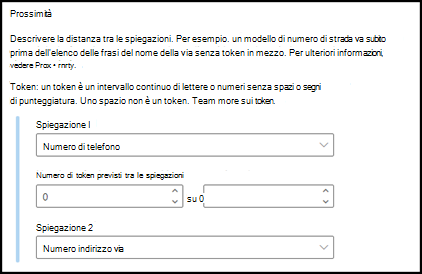 Prossimità
Descrivere la distanza tra le spiegazioni. Per esempio. un modello di numero di strada va subito
prima dell'elenco delle frasi del nome della via senza token in mezzo. Per ulteriori informazioni,
vedere Prox • rnrty.
Token: un token è un intervallo continuo di lettere o numeri senza spazi o segni
di punteggiatura. Uno spazio non è un token. Team more sui token.
Spiegazione I
Numero di telefono
Numero di token previsti tra le spiegazioni
0 su 0
Spiegazione 2
Numero indirizzo via